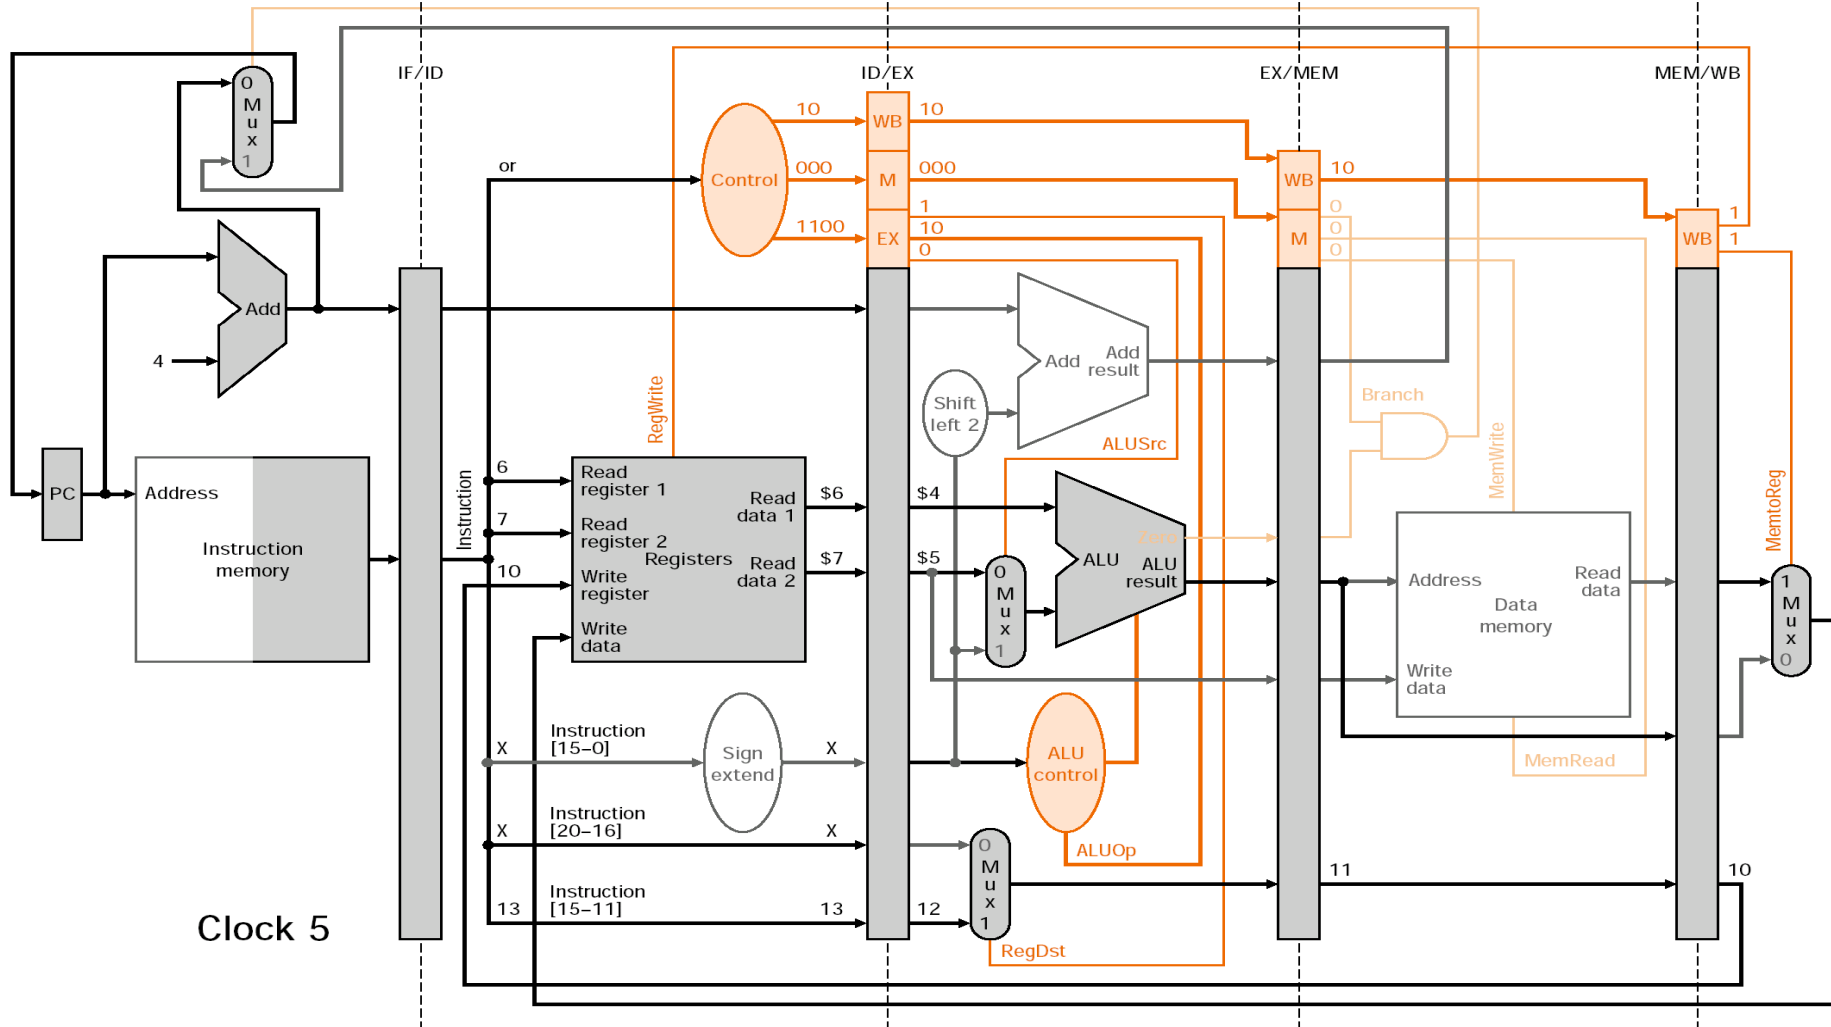 IF/ID
ID/EX
EX/MEM
MEM/WB
0
M
u
x
1
10
WB
10
or
Control
000
M
000
WB
10
1
1100
EX
10
0
0
0
0
M
1
WB
1
Add
4
Add
Add
result
Shift
left 2
RegWrite
ALUSrc
Branch
MemWrite
MemtoReg
PC
Address
Instruction
memory
Instruction
6
Read
register 1
Read
data 1
$6
$4
7
Read
register 2
Registers
Read
data 2
$7
$5
10
Write
register
Write
data
0
M
u
x
1
Zero
ALU
ALU
result
Address
Read
data
Data
memory
Write
data
1
M
u
x
0
X
Instruction
[15–0]
Sign
extend
X
ALU
control
MemRead
X
Instruction
[20–16]
X
0
M
u
x
1
ALUOp
13
Instruction
[15–11]
13
12
11
10
RegDst
Clock 5